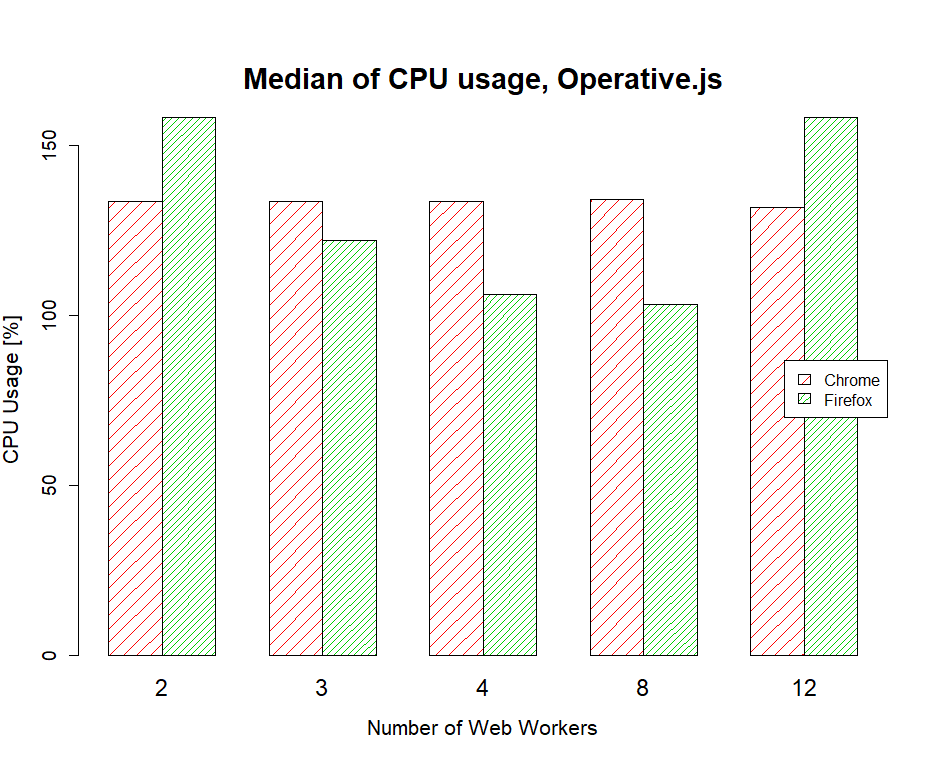 Median of CPU usage, Operative.js
CPU Usage [%]
150
100
50
0
Chrome
Firefox
2 3 4 8 12
Number of Web Workers